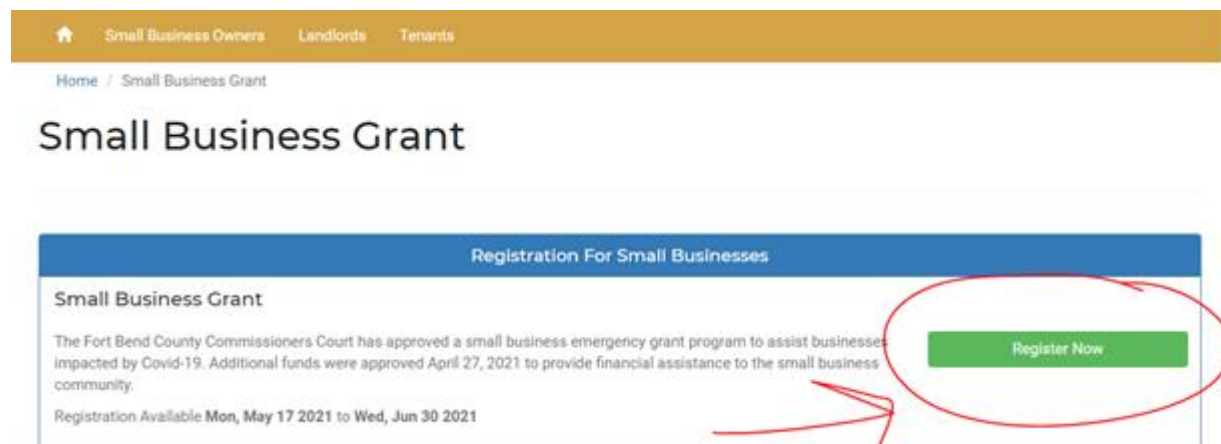 Small Business Owners Landlords Tenants
Home / Small Business Grant
Small Business Grant
Registration For Small Businesses
Small Business Grant
The Fort Bend County Commissioners Court has approved a small business emergency grant program to assist businesses
impacted by Covid-19. Additional funds were approved April 27, 2021 to provide financial assistance to the small business
community.
Register Now
Registration Available Mon, May 17 2021 to Wed, Jun 30 2021